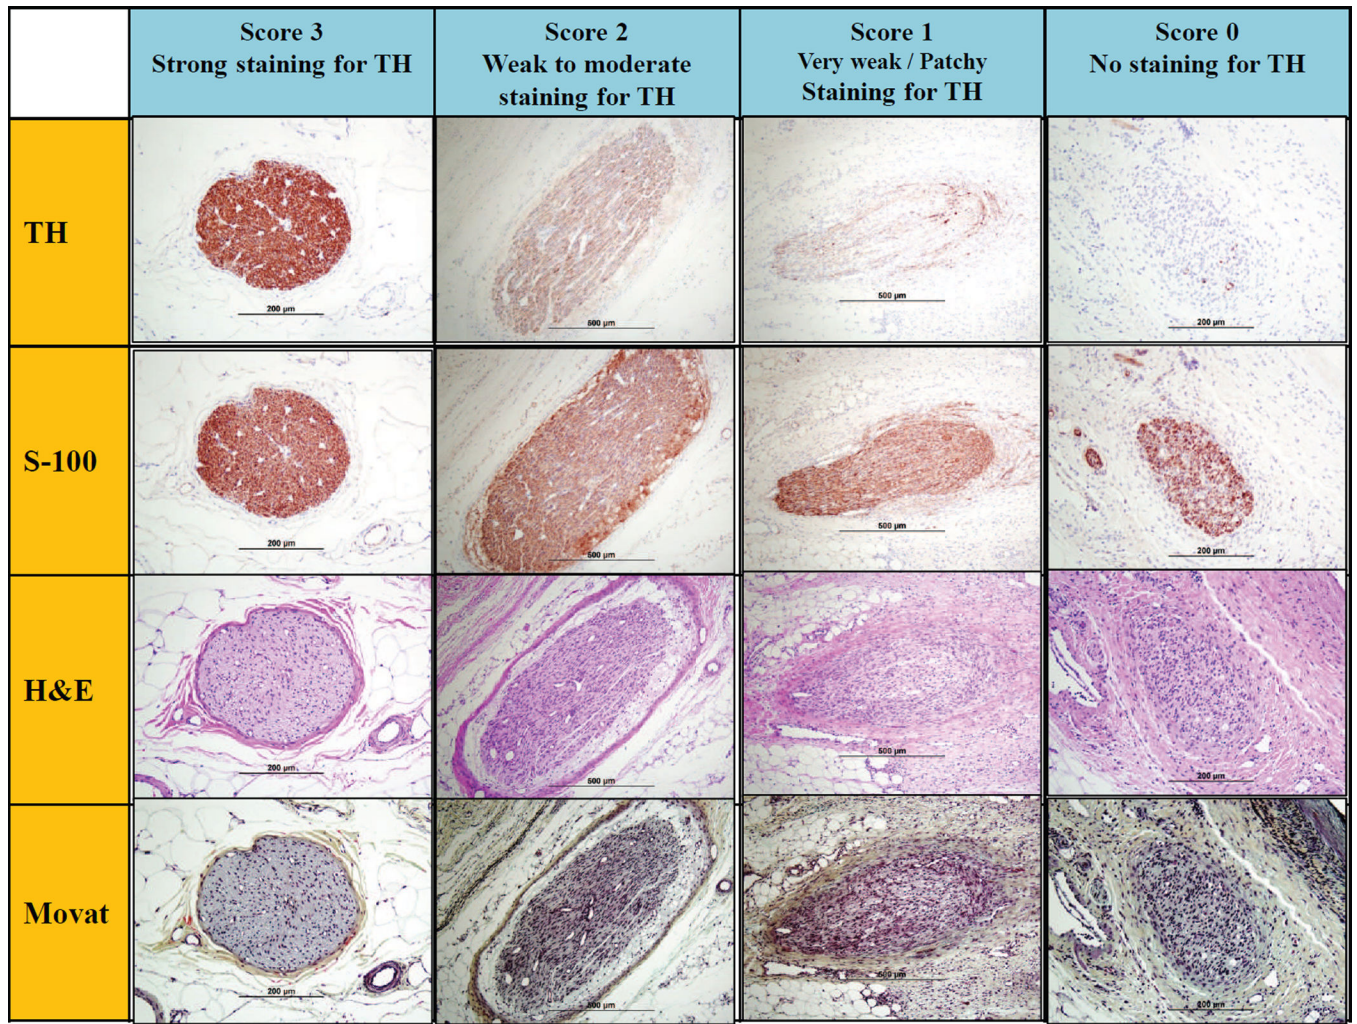 Score 3
Strong staining for TH
Score 2
Weak to moderate
staining for TH
Score 1
Very weak / Patchy
Staining for TH
Score 0
No staining for TH
TH
200 µm
500 µm
500 µm
200 µm
S-100
200 µm
500 µm
500 µm
200 µm
H&E
200 µm
500 µm
500 µm
200 µm
Movat
200 µm
500 µm
500 µm
200 µm